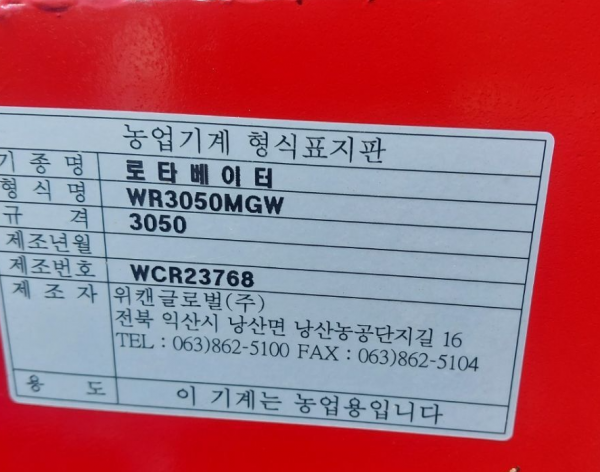 농업기계 형식표지판
기 종 명 로타베이터
형 식 명 WR3050MGW
규 격 3050
제조년월
제조번호 WCR23768
제 조 자 위캔글로벌(주)
전북 익산시 낭산면 낭산농공단지길 16
TEL : 063)862-5100 FAX : 063)862-5104
용 도 이 기계는 농업용입니다